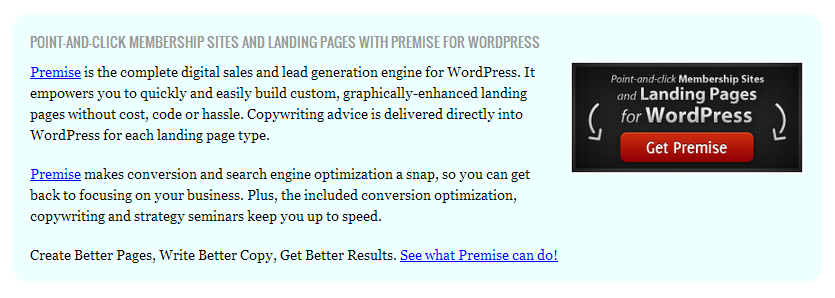 POINT-AND-CLICK MEMBERSHIP SITES AND LANDING PAGES WITH PREMISE FOR WORDPRESS
Premise is the complete digital sales and lead generation engine for WordPress. It
empowers you to quickly and easily build custom, graphically-enhanced landing
pages without cost, code or hassle. Copywriting advice is delivered directly into
WordPress for each landing page type.
Premise makes conversion and search engine optimization a snap, so you can get
back to focusing on your business. Plus, the included conversion optimization,
copywriting and strategy seminars keep you up to speed.
Create Better Pages, Write Better Copy, Get Better Results. See what Premise can do!
Point-and-click Membership Sites
and Landing Pages
for WordPress
Get Premise